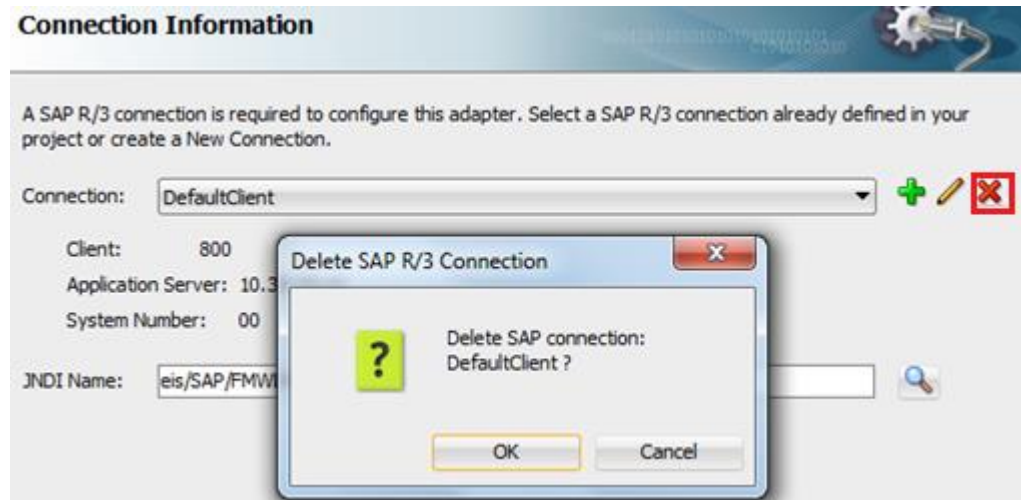 Connection Information
A SAP R/3 connection is required to configure this adapter. Select a SAP R/3 connection already defined in your
project or create a New Connection.
Connection: DefaultClient
Client: 800
Application Server: 10.3
System Number: 00
JNDI Name: eis/SAP/FMW
Delete SAP R/3 Connection
?
Delete SAP connection:
DefaultClient ?
OK Cancel